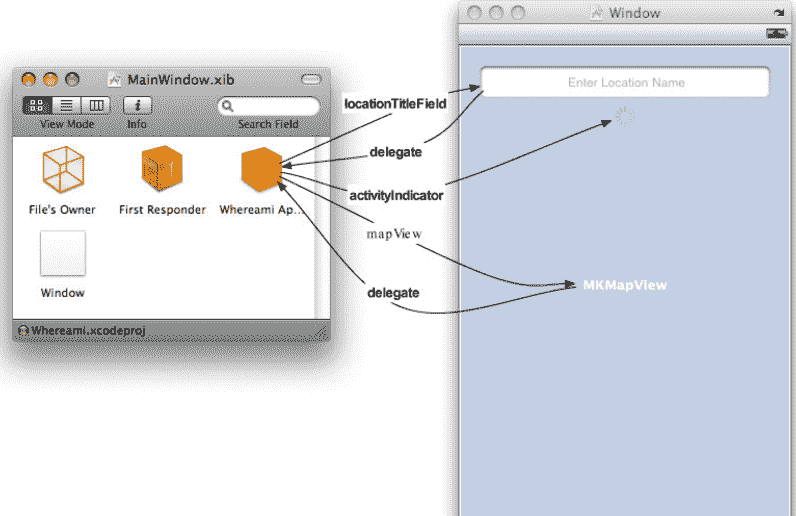 MainWindow.xib
View Mode
Info
Search Field
File's Owner
First Responder
Whereami Ap...
Window
Whereami.xcodeproj
locationTitleField
delegate
activityIndicator
mapView
delegate
Window
Enter Location Name
MKMapView